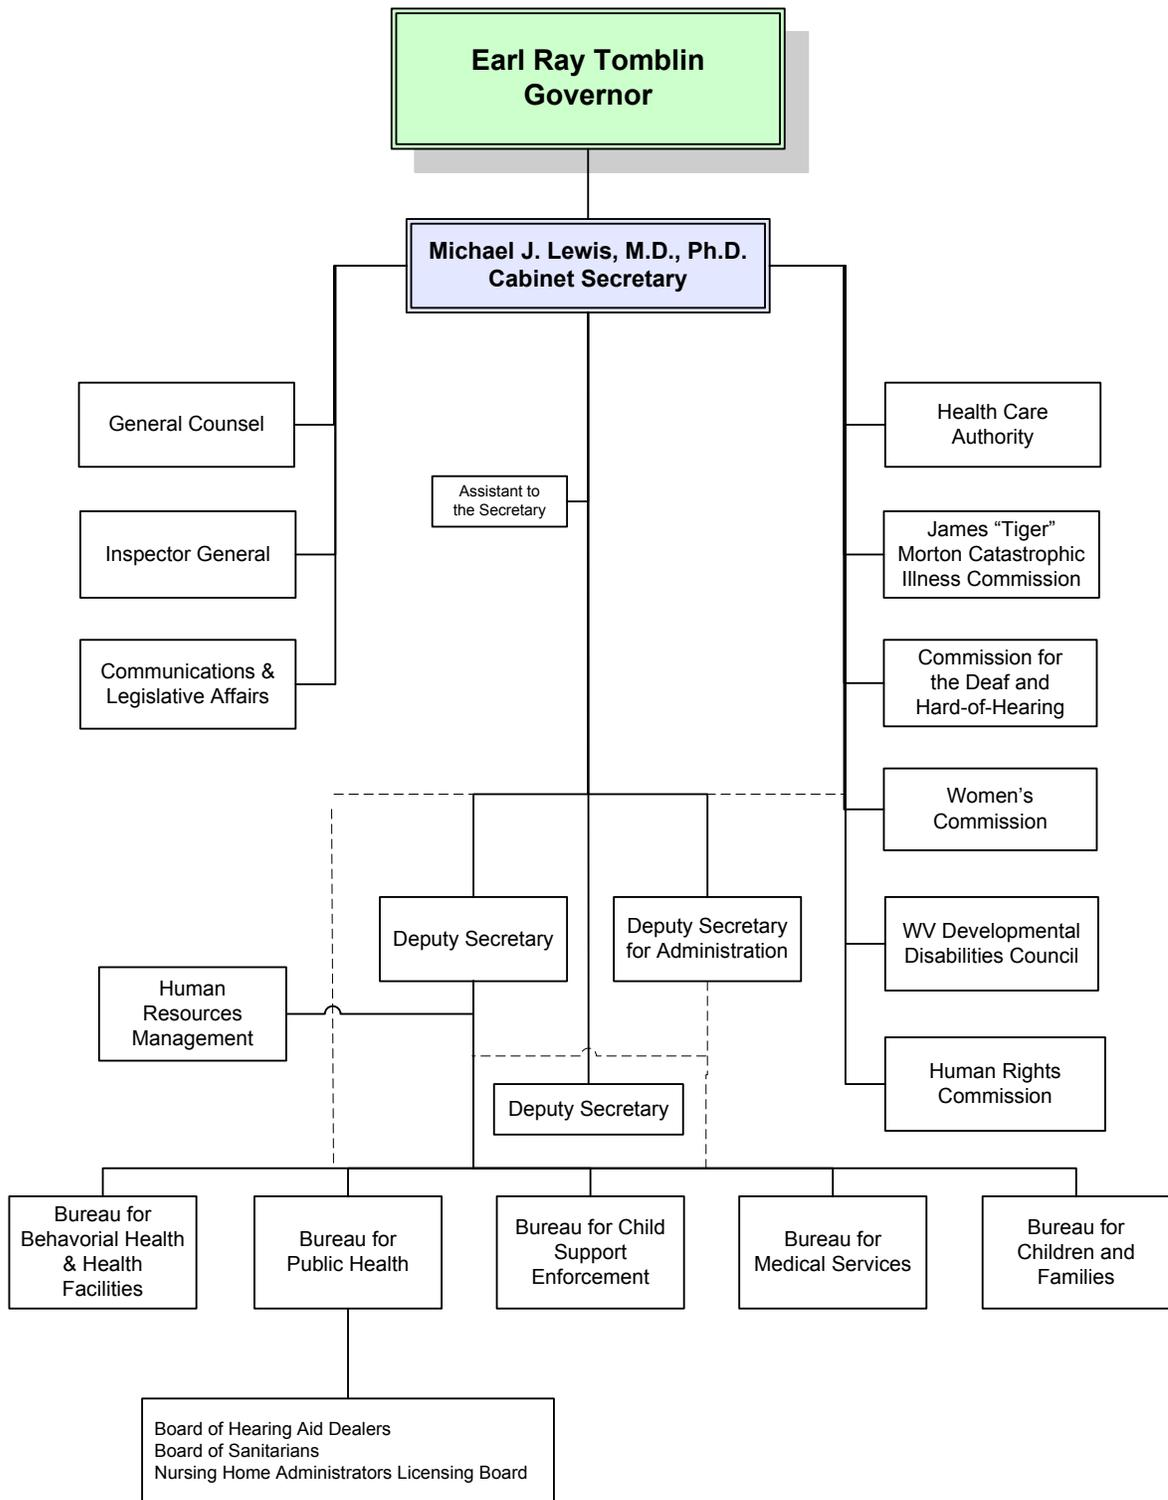 Earl Ray Tomblin
Governor
Michael J. Lewis, M.D., Ph.D.
Cabinet Secretary
General Counsel
Health Care
Authority
Assistant to
the Secretary
Inspector General
James “Tiger”
Morton Catastrophic
Illness Commission
Communications &
Legislative Affairs
Commission for
the Deaf and
Hard-of-Hearing
Women’s
Commission
Deputy Secretary
Deputy Secretary
for Administration
WV Developmental
Disabilities Council
Human
Resources
Management
Deputy Secretary
Human Rights
Commission
Bureau for
Behavorial Health
& Health
Facilities
Bureau for
Public Health
Bureau for Child
Support
Enforcement
Bureau for
Medical Services
Bureau for
Children and
Families
Board of Hearing Aid Dealers
Board of Sanitarians
Nursing Home Administrators Licensing Board